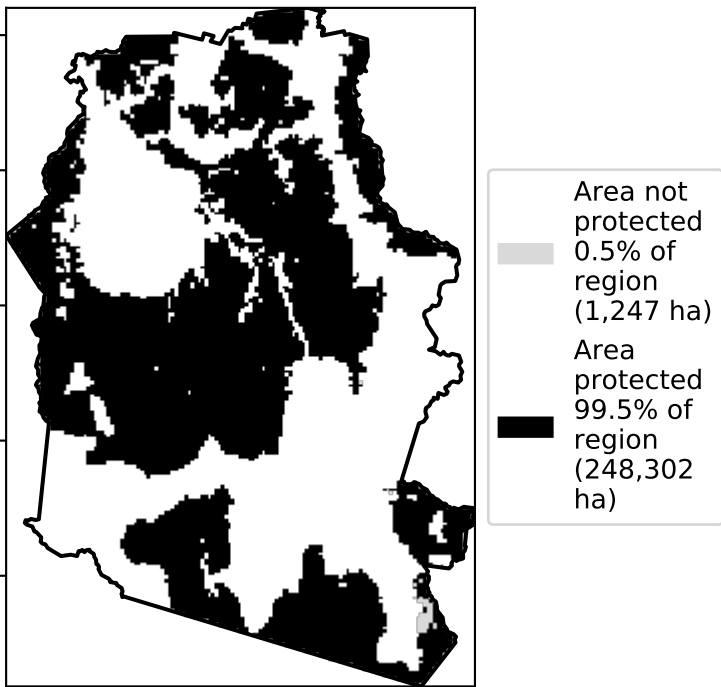 Area not
protected
0.5% of
region
(1,247 ha)
Area
protected
99.5% of
region
(248,302
ha)